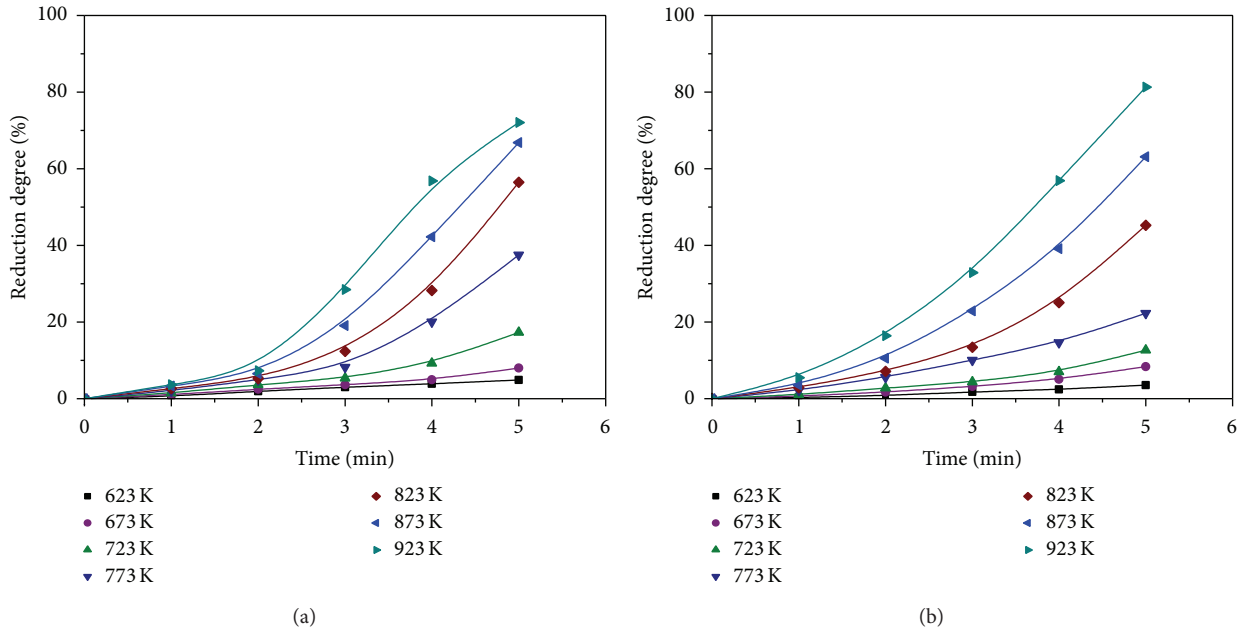 100
80
60
40
20
0
Reduction degree (%)
0 1 2 3 4 5 6
Time (min)
623 K
673 K
723 K
773 K
823 K
873 K
923 K
(a)
100
80
60
40
20
0
Reduction degree (%)
0 1 2 3 4 5 6
Time (min)
623 K
673 K
723 K
773 K
823 K
873 K
923 K
(b)